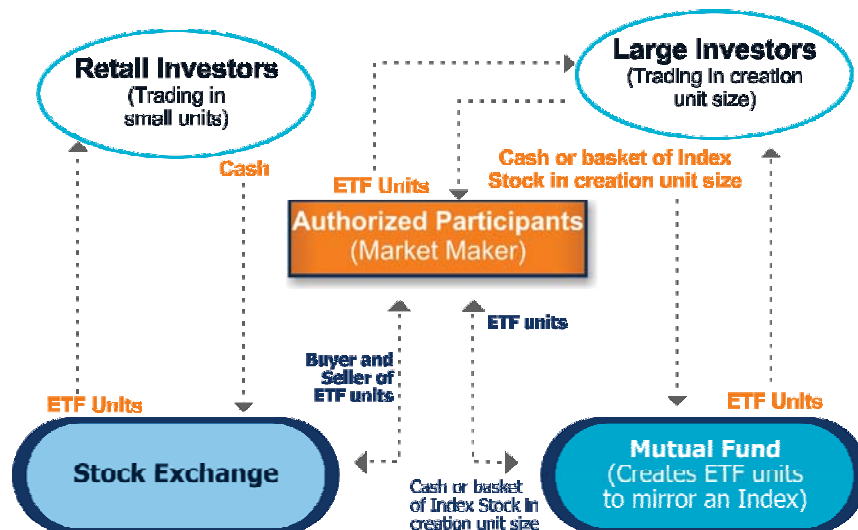 Retail Investors
(Trading in
small units)
Large Investors
(Trading in creation
unit size)
Cash
ETF Units
Cash or basket of Index
Stock in creation unit size
Authorized Participants
(Market Maker)
ETF units
Buyer and
Seller of
ETF units
ETF Units
ETF Units
Stock Exchange
Mutual Fund
(Creates ETF units
to mirror an Index)
Cash or basket
of Index Stock in
creation unit size